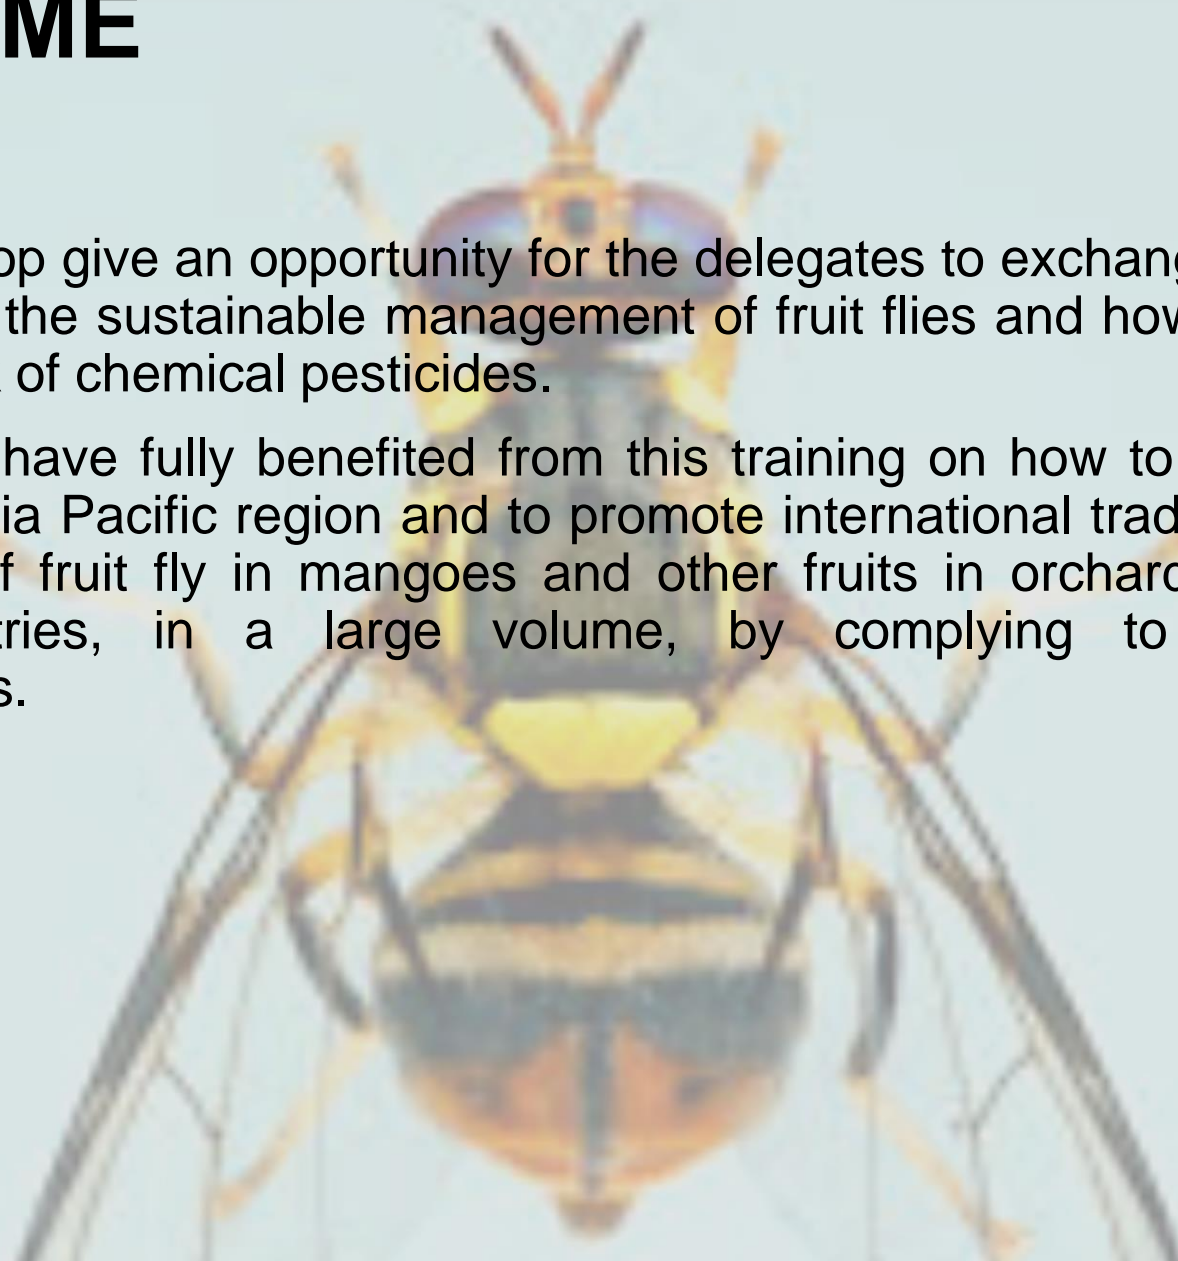 ME
op give an opportunity for the delegates to exchang
the sustainable management of fruit flies and how
of chemical pesticides.
have fully benefited from this training on how to
ia Pacific region and to promote international trad
f fruit fly in mangoes and other fruits in orchard
tries, in a large volume, by complying to
s.